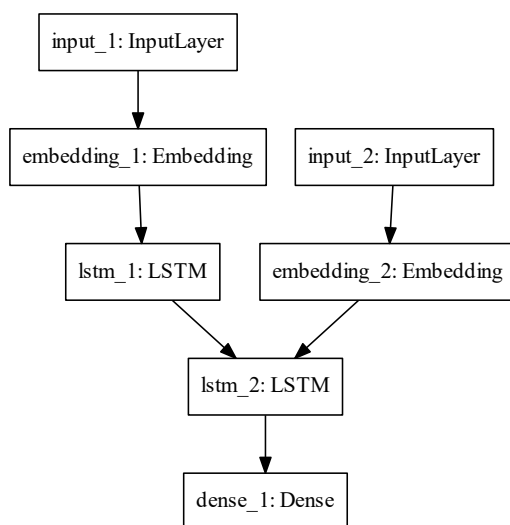 input_1: InputLayer
embedding_1: Embedding
input_2: InputLayer
lstm_1: LSTM
embedding_2: Embedding
lstm_2: LSTM
dense_1: Dense